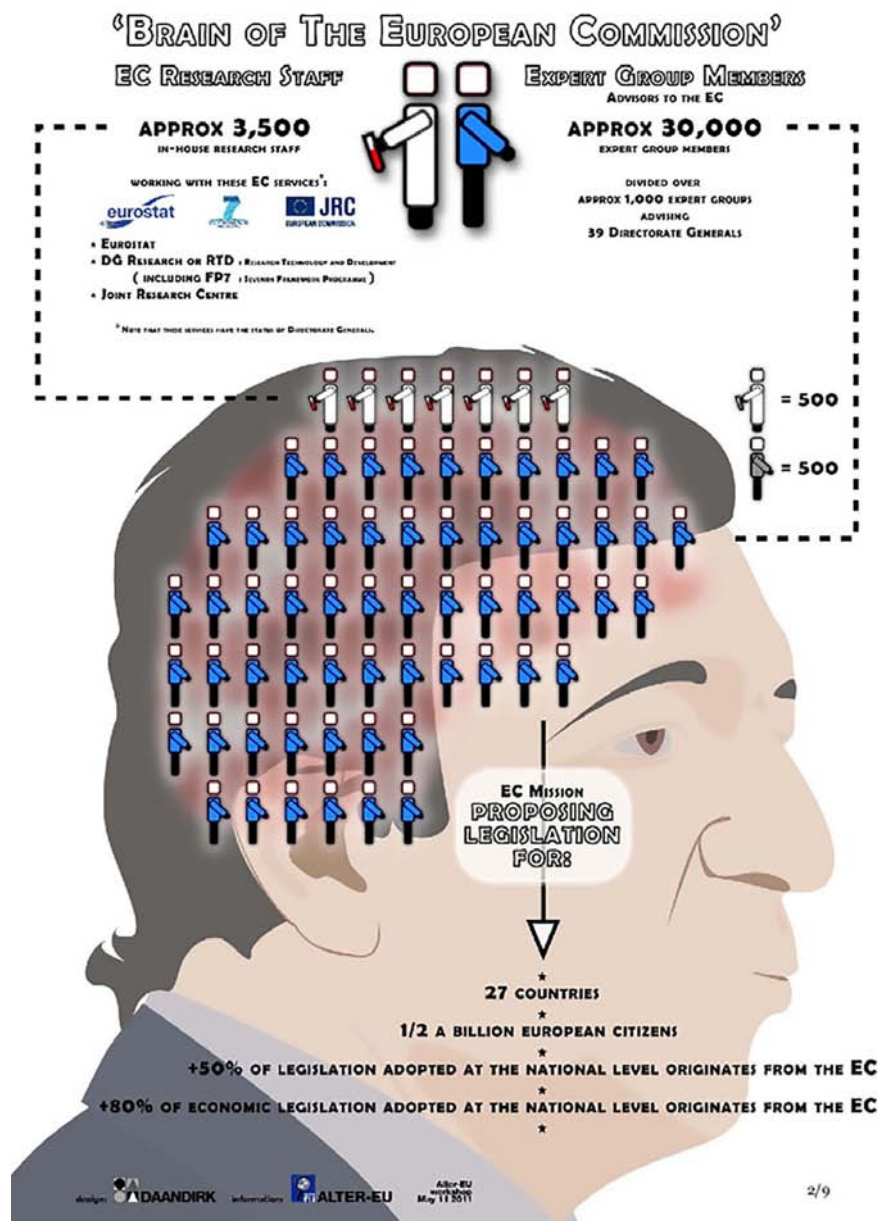 'BRAIN OF THE EUROPEAN COMMISSION'
EC RESEARCH STAFF
APPROX 3,500
IN-HOUSE RESEARCH STAFF
WORKING WITH THESE EC SERVICES*:
eurostat
7
JRC
EUROPEAN COMMISSION
* EUROSTAT
* DG RESEARCH OR RTD : RESEARCH TECHNOLOGY AND DEVELOPMENT
( INCLUDING FP7 : SEVENTH FRAMEWORK PROGRAMME )
* JOINT RESEARCH CENTRE
* NOTE THAT THESE SERVICES HAVE THE STATUS OF DIRECTORATE GENERALS.
EXPERT GROUP MEMBERS
ADVISORS TO THE EC
APPROX 30,000
EXPERT GROUP MEMBERS
DIVIDED OVER
APPROX 1,000 EXPERT GROUPS
ADVISING
39 DIRECTORATE GENERALS
= 500
= 500
EC MISSION
PROPOSING
LEGISLATION
FOR:
27 COUNTRIES
1/2 A BILLION EUROPEAN CITIZENS
+50% OF LEGISLATION ADOPTED AT THE NATIONAL LEVEL ORIGINATES FROM THE EC
+80% OF ECONOMIC LEGISLATION ADOPTED AT THE NATIONAL LEVEL ORIGINATES FROM THE EC
design: DAANDIRK information: ALTER-EU
Alter-EU
workshop
May 11 2011
2/9